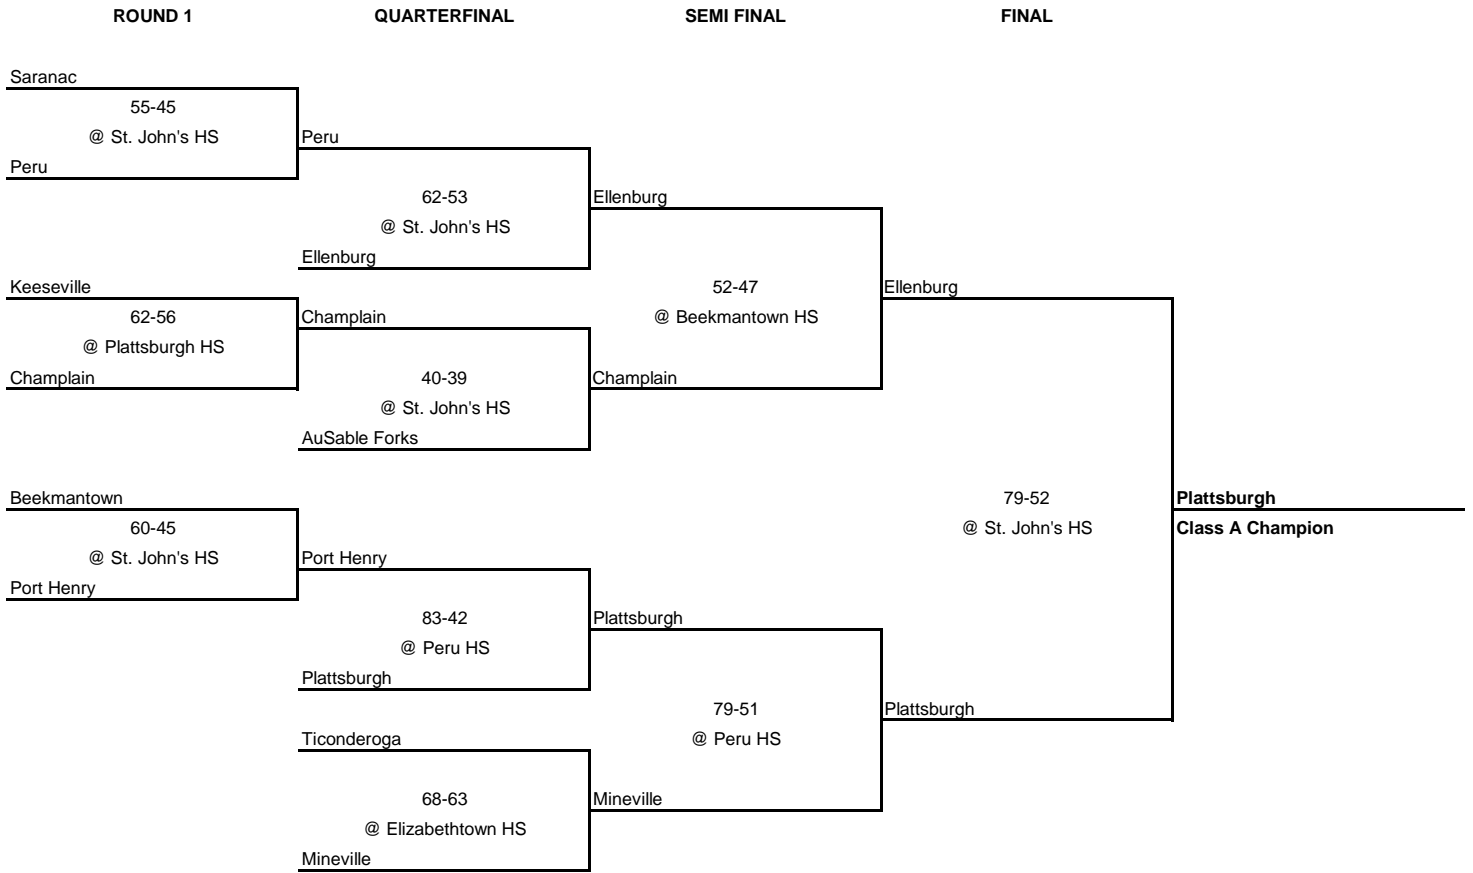 ROUND 1 QUARTERFINAL SEMI FINAL FINAL
Saranac
55-45
@ St. John's HS
Peru
Peru
62-53
@ St. John's HS
Ellenburg
Ellenburg
Keeseville
62-56
@ Plattsburgh HS
Champlain
Champlain
40-39
@ St. John's HS
AuSable Forks
52-47
@ Beekmantown HS
Champlain
Ellenburg
Beekmantown
60-45
@ St. John's HS
Port Henry
Port Henry
83-42
@ Peru HS
Plattsburgh
Plattsburgh
Ticonderoga
68-63
@ Elizabethtown HS
Mineville
79-51
@ Peru HS
Mineville
Plattsburgh
79-52
@ St. John's HS
Plattsburgh
Class A Champion